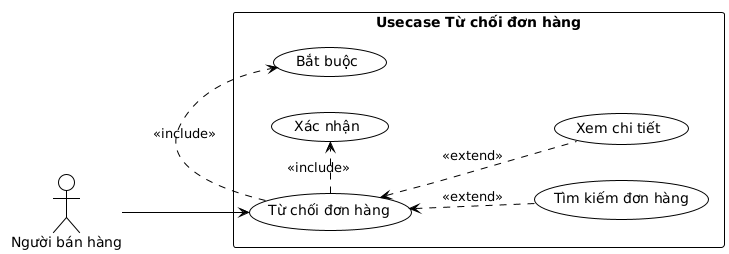 Usecase Từ chối đơn hàng
Bắt buộc
«include»
Xác nhận
Xem chi tiết
«extend»
«include»
«extend»
Tìm kiếm đơn hàng
Từ chối đơn hàng
Người bán hàng